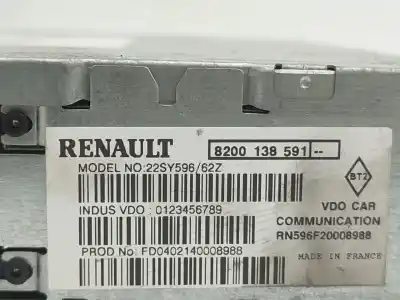 RENAULT 8200 138 591 --
MODEL NO:22SY596/62Z
BT2
INDUS VDO : 0123456789
VDO CAR
COMMUNICATION
PROD No: FD0402140008988
RN596F20008988
MADE IN FRANCE